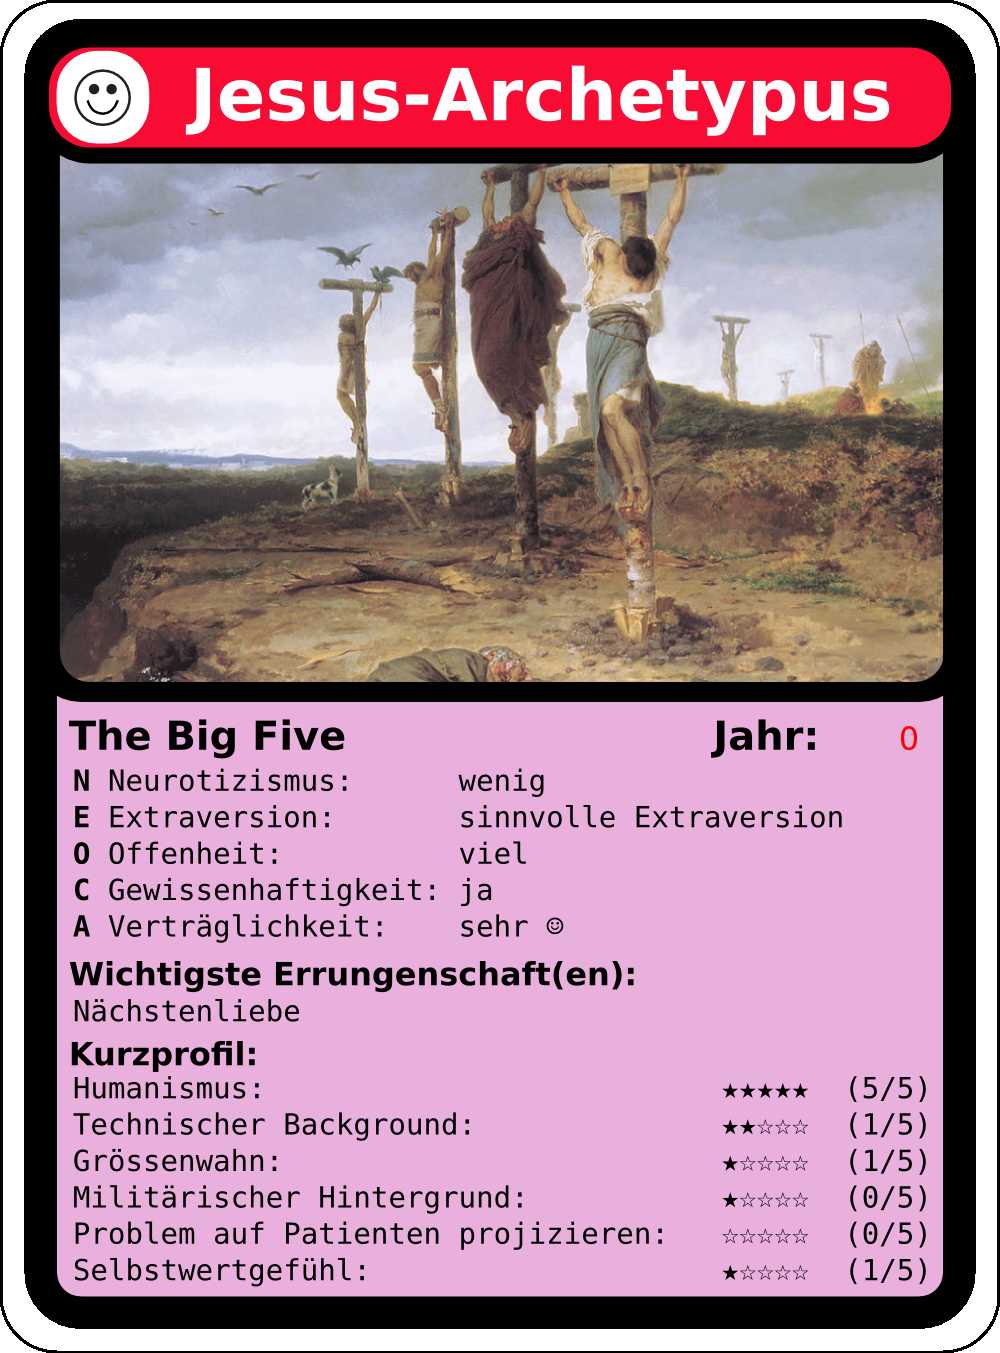 Jesus-Archetypus
The Big Five Jahr: 0
N Neurotizismus: wenig
E Extraversion: sinnvolle Extraversion
O Offenheit: viel
C Gewissenhaftigkeit: ja
A Verträglichkeit: sehr ☺
Wichtigste Errungenschaft(en):
Nächstenliebe
Kurzprofil:
Humanismus: ★★★★★ (5/5)
Technischer Background: ★★☆☆☆ (1/5)
Grössenwahn: ★☆☆☆☆ (1/5)
Militärischer Hintergrund: ★☆☆☆☆ (0/5)
Problem auf Patienten projizieren: ☆☆☆☆☆ (0/5)
Selbstwertgefühl: ★☆☆☆☆ (1/5)